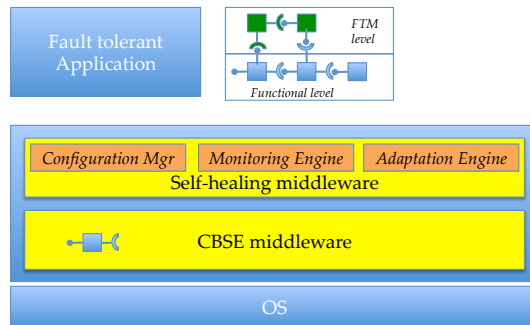 Fault tolerant
Application
FTM
level
Functional level
Configuration Mgr
Monitoring Engine
Adaptation Engine
Self-healing middleware
CBSE middleware
OS